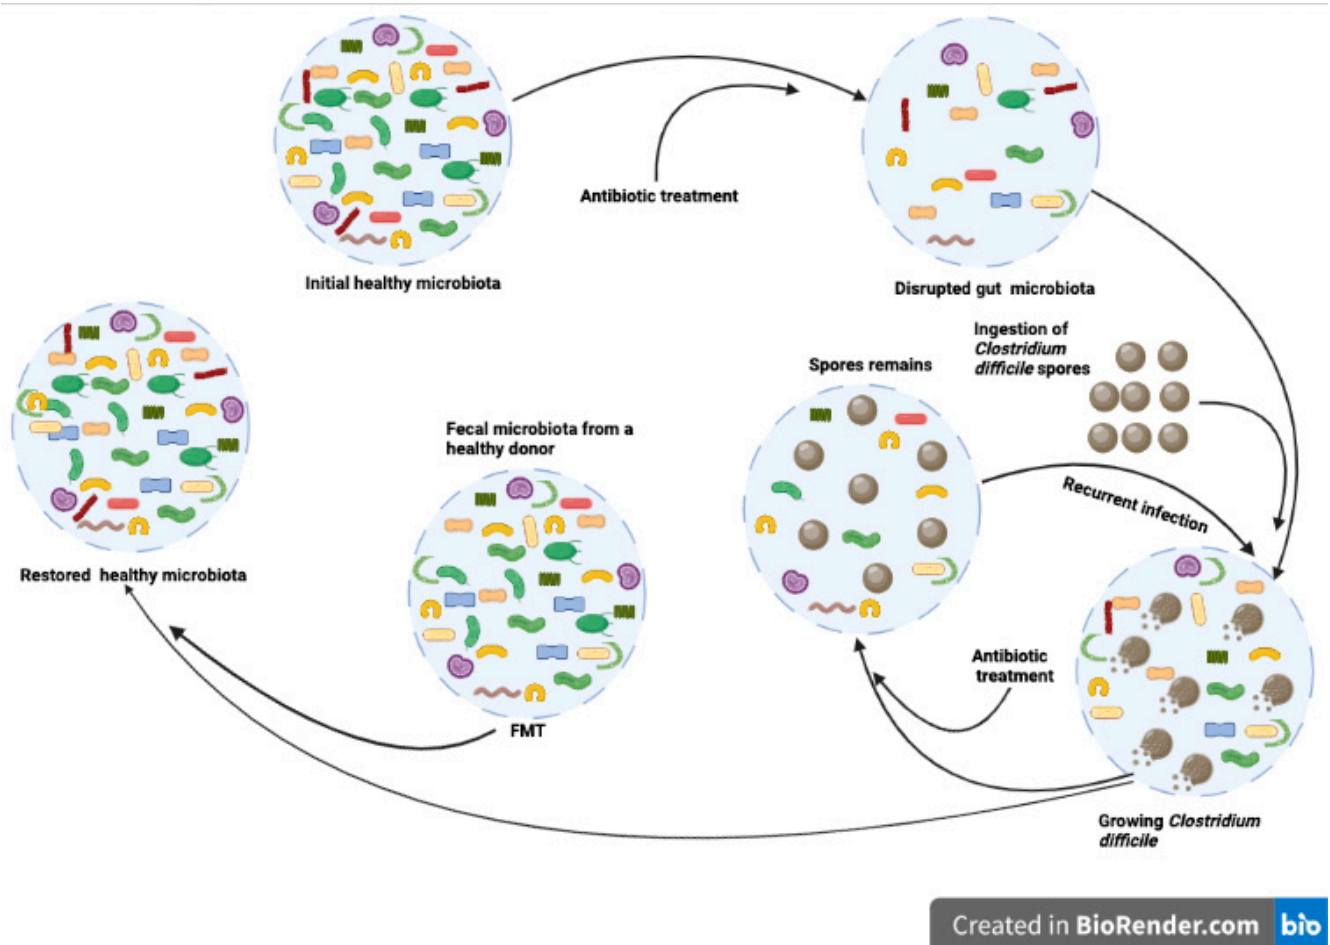 Antibiotic treatment
Initial healthy microbiota
Disrupted gut microbiota
Ingestion of
Clostridium
difficile spores
Spores remains
Fecal microbiota from a
healthy donor
Recurrent infection
Restored healthy microbiota
Antibiotic
treatment
FMT
Growing Clostridium
difficile
Created in BioRender.com bio